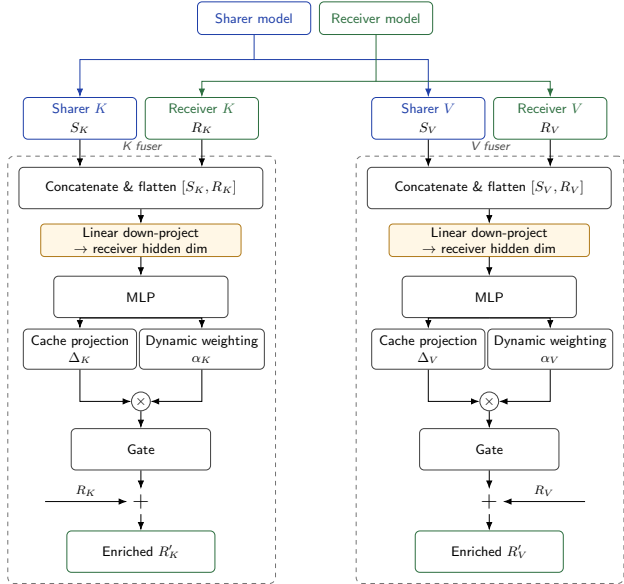 Sharer model
Receiver model
Sharer K
S_K
Receiver K
R_K
Sharer V
S_V
Receiver V
R_V
K fuser
V fuser
Concatenate & flatten [S_K, R_K]
Concatenate & flatten [S_V, R_V]
Linear down-project
→ receiver hidden dim
Linear down-project
→ receiver hidden dim
MLP
MLP
Cache projection
Δ_K
Dynamic weighting
α_K
Cache projection
Δ_V
Dynamic weighting
α_V
×
×
Gate
Gate
R_K
+
+
R_V
Enriched R′_K
Enriched R′_V